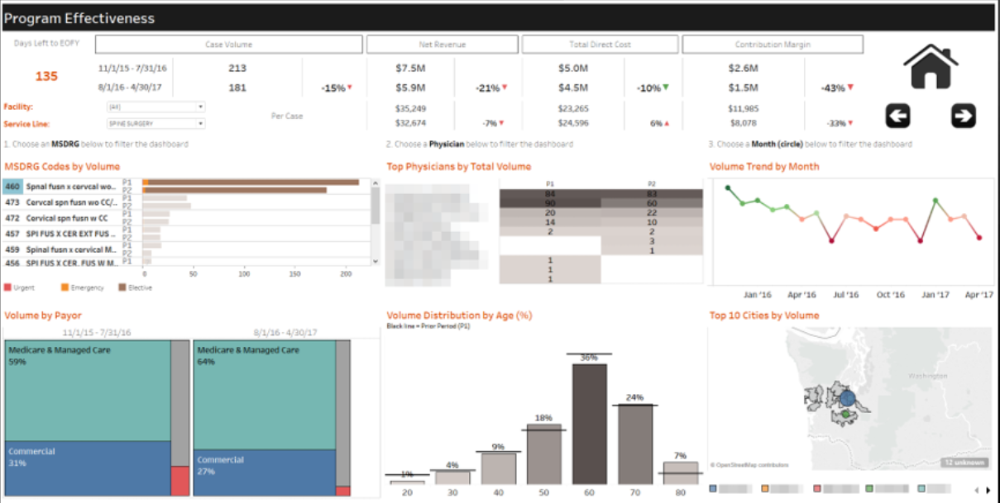 Program Effectiveness
Days Left to EOFY
Case Volume
Net Revenue
Total Direct Cost
Contribution Margin
135
11/1/15 - 7/31/16 213 $7.5M $5.0M $2.6M
8/1/16 - 4/30/17 181 -15% $5.9M -21% $4.5M -10% $1.5M -43%
Facility: (All)
Service Line: SPINE SURGERY
Per Case
$35,249 $23,265 $11,985
$32,674 -7% $24,596 6% $8,078 -33%
1. Choose an MSDRG below to filter the dashboard
2. Choose a Physician below to filter the dashboard
3. Choose a Month (circle) below to filter the dashboard
MSDRG Codes by Volume
460 Spnal fusn x cervcal wo.. P1
P2
473 Cervcal spn fusn wo CC/.. P1
P2
472 Cervical spn fusn w CC P1
P2
457 SPI FUS X CER EXT FUS .. P1
P2
459 Spinal fusn x cervical M.. P1
P2
456 SPI FUS X CER. FUS W M... P1
0 50 100 150 200
Urgent Emergency Elective
Top Physicians by Total Volume
P1 P2
84 83
90 60
20 22
14 10
2 2
3
1
1
1
1
Volume Trend by Month
Jan '16 Apr '16 Jul '16 Oct '16 Jan '17 Apr '17
Volume by Payor
11/1/15 - 7/31/16
8/1/16 - 4/30/17
Medicare & Managed Care
59%
Commercial
31%
Medicare & Managed Care
64%
Commercial
27%
Volume Distribution by Age (%)
Black line = Prior Period (P1)
1% 4% 9% 18% 36% 24% 7%
20 30 40 50 60 70 80
Top 10 Cities by Volume
Washington
© OpenStreetMap contributors
12 unknown